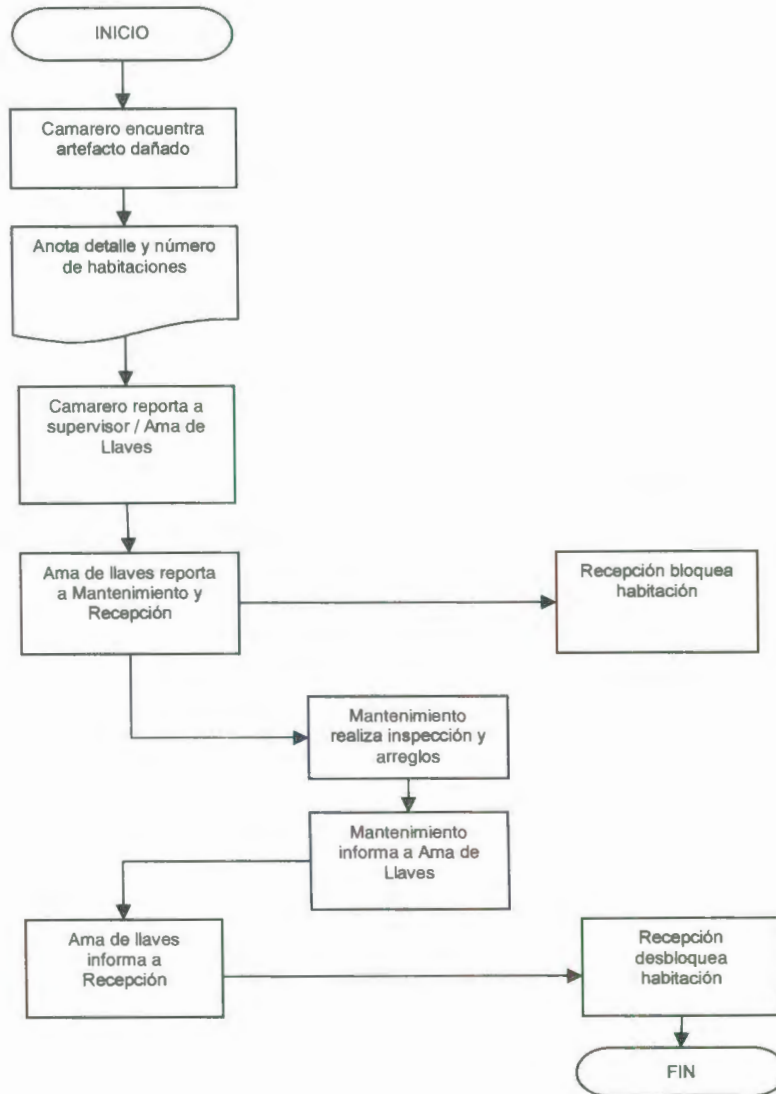 INICIO
Camarero encuentra
artefacto dañado
Anota detalle y número
de habitaciones
Camarero reporta a
supervisor / Ama de
Llaves
Ama de llaves reporta
a Mantenimiento y
Recepción
Recepción bloquea
habitación
Mantenimiento
realiza inspección y
arreglos
Mantenimiento
informa a Ama de
Llaves
Ama de llaves
informa a
Recepción
Recepción
desbloquea
habitación
FIN